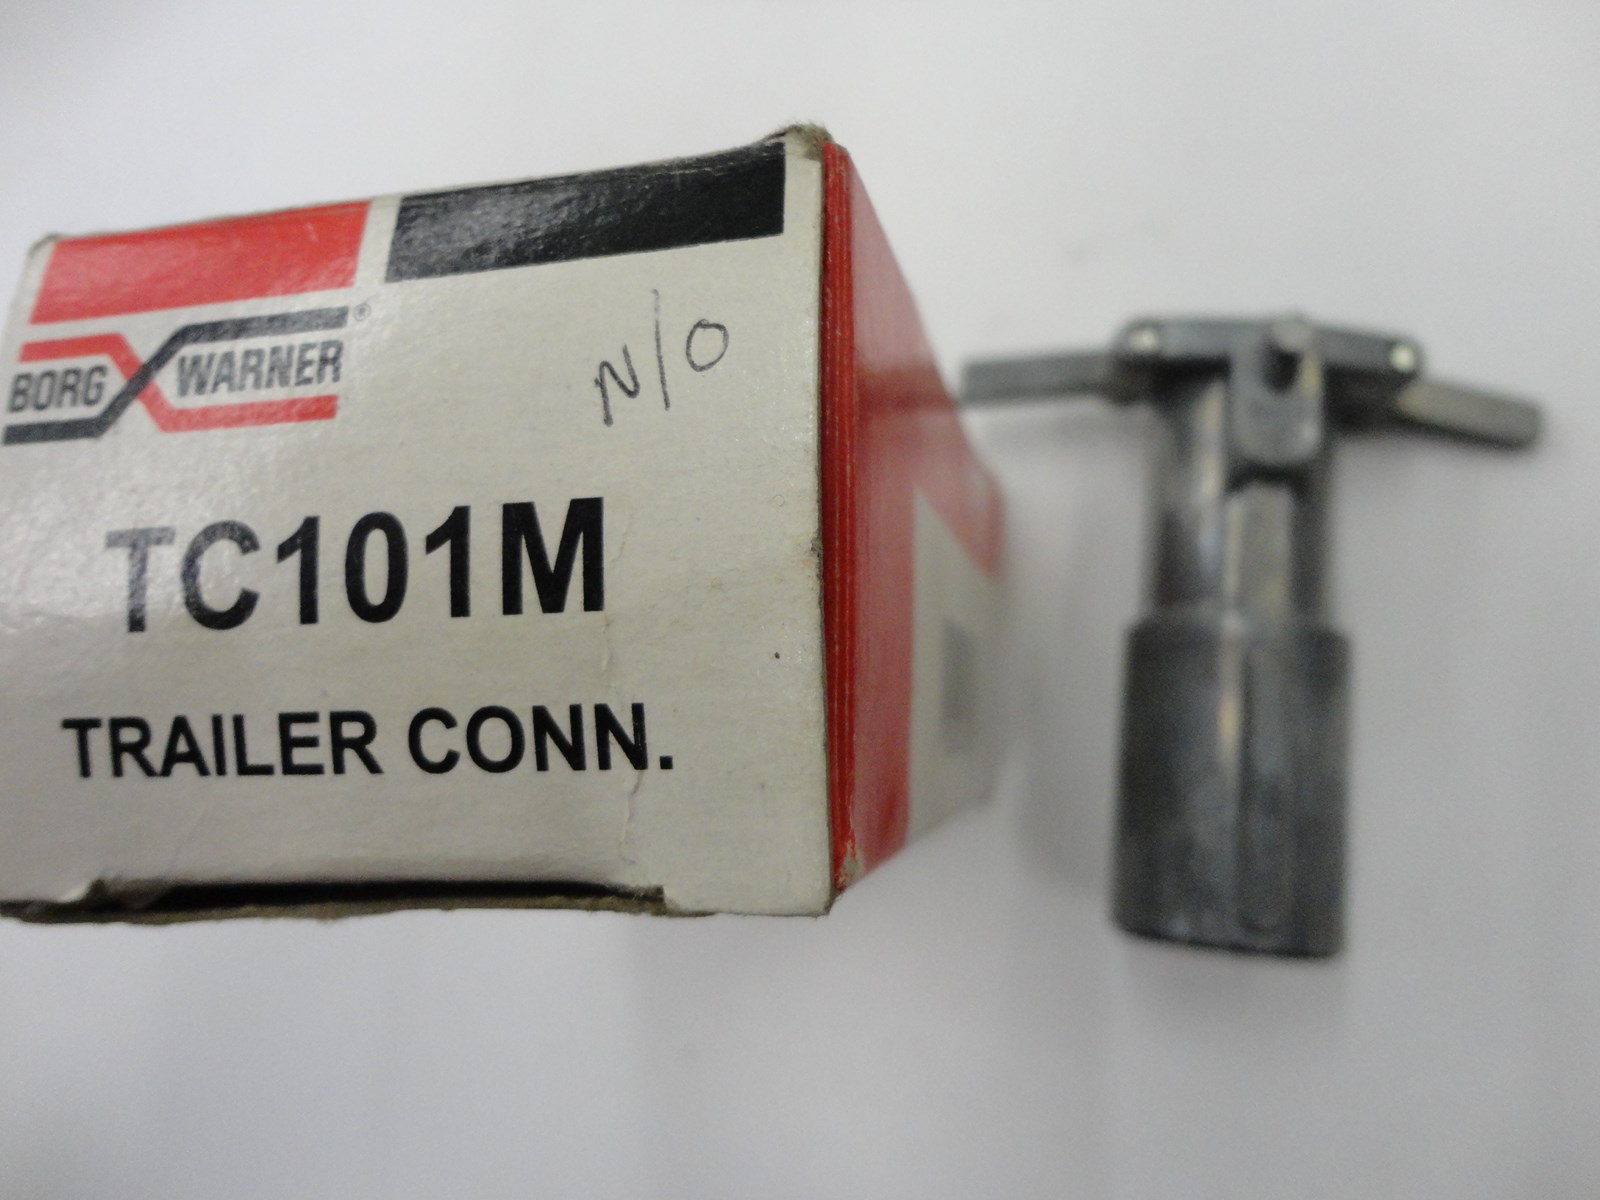 BORG WARNER®
N/O
TC101M
TRAILER CONN.